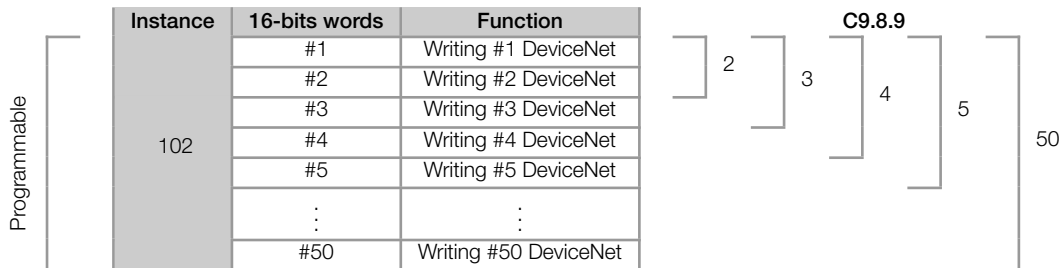 Instance 16-bits words Function C9.8.9
#1 Writing #1 DeviceNet
#2 Writing #2 DeviceNet 2
#3 Writing #3 DeviceNet 3
Programmable 102 #4 Writing #4 DeviceNet 4
#5 Writing #5 DeviceNet 5
50
⋮ ⋮
#50 Writing #50 DeviceNet